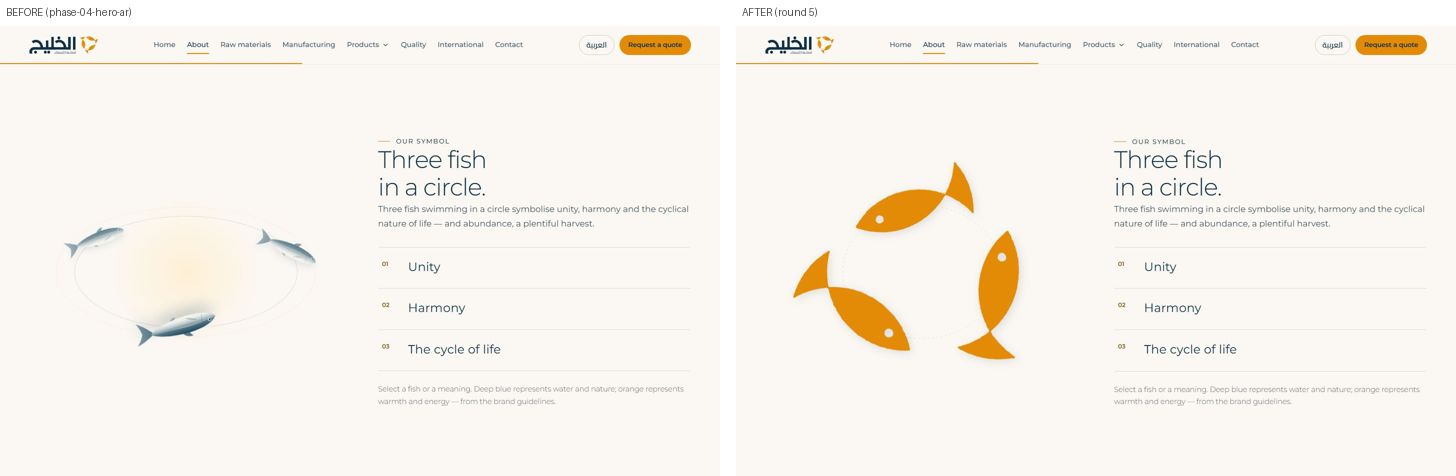 BEFORE (phase-04-hero-ar)
الخليج
Home About Raw materials Manufacturing Products Quality International Contact
العربية
Request a quote
OUR SYMBOL
Three fish
in a circle.
Three fish swimming in a circle symbolise unity, harmony and the cyclical
nature of life — and abundance, a plentiful harvest.
01 Unity
02 Harmony
03 The cycle of life
Select a fish or a meaning. Deep blue represents water and nature; orange represents
warmth and energy — from the brand guidelines.
AFTER (round 5)
الخليج
Home About Raw materials Manufacturing Products Quality International Contact
العربية
Request a quote
OUR SYMBOL
Three fish
in a circle.
Three fish swimming in a circle symbolise unity, harmony and the cyclical
nature of life — and abundance, a plentiful harvest.
01 Unity
02 Harmony
03 The cycle of life
Select a fish or a meaning. Deep blue represents water and nature; orange represents
warmth and energy — from the brand guidelines.